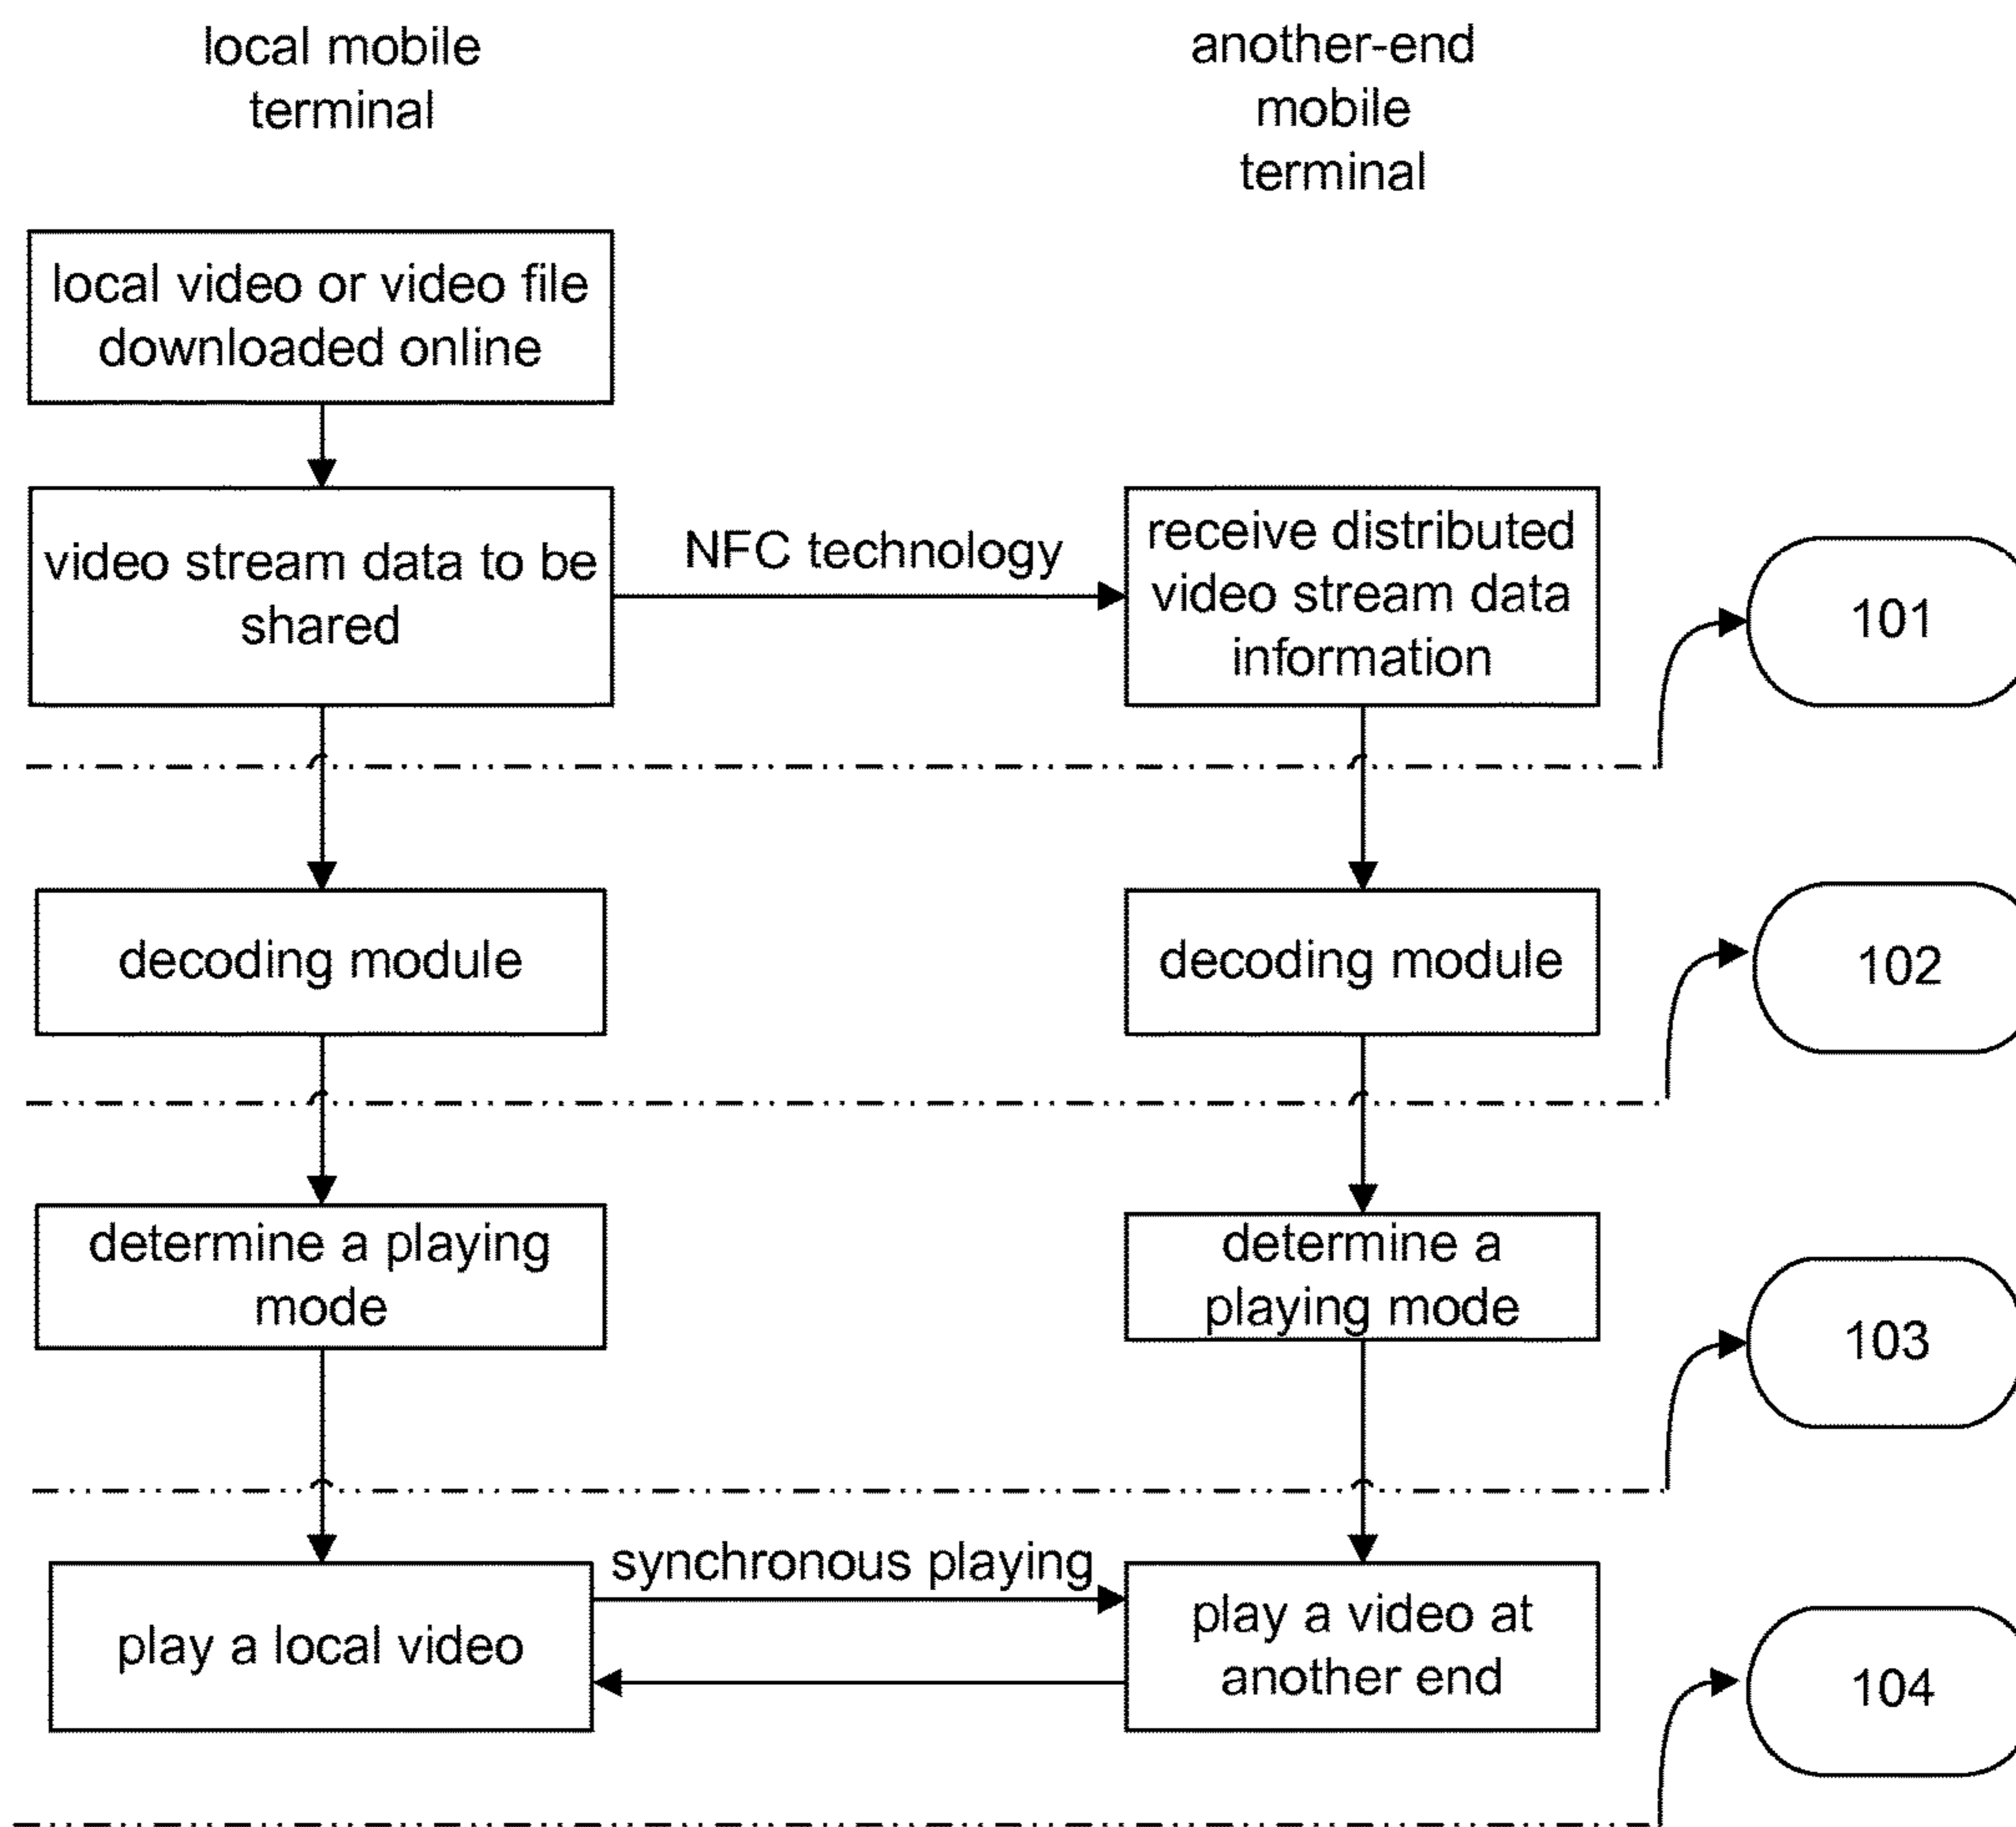 local mobile
terminal
another-end
mobile
terminal
local video or video file
downloaded online
video stream data to be
shared
NFC technology
receive distributed
video stream data
information
101
decoding module
decoding module
102
determine a playing
mode
determine a
playing mode
103
play a local video
synchronous playing
play a video at
another end
104